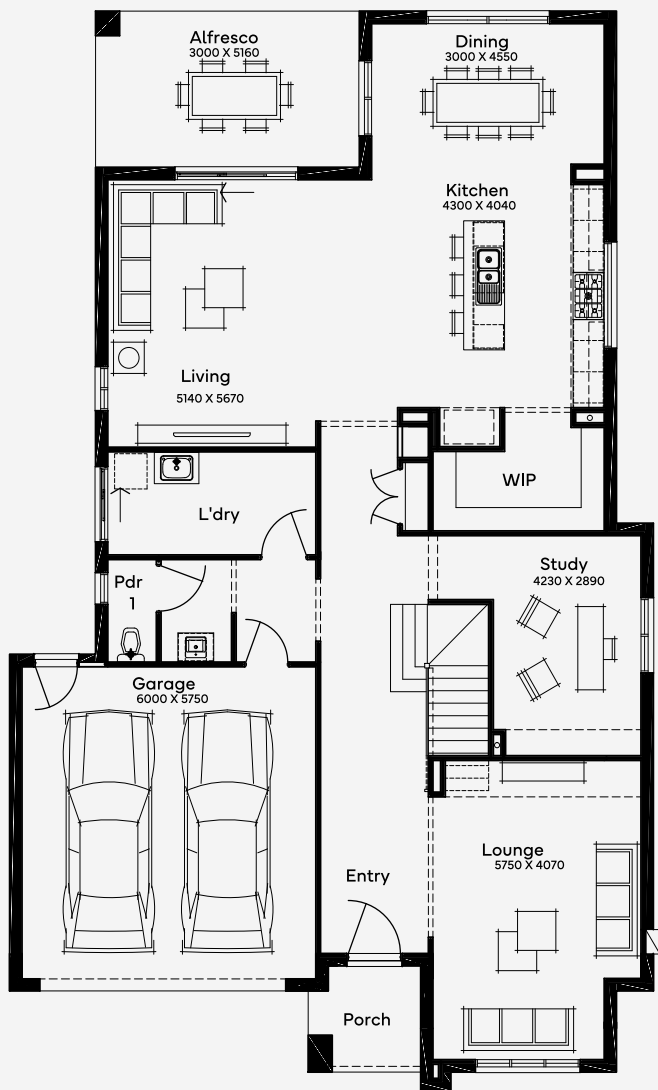 Alfresco
3000 X 5160
Dining
3000 X 4550
Kitchen
4300 X 4040
Living
5140 X 5670
WIP
L'dry
Study
4230 X 2890
Pdr
1
Garage
6000 X 5750
Lounge
5750 X 4070
Entry
Porch